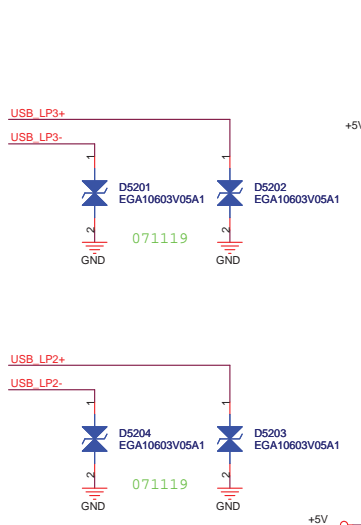 USB_LP3+
+5V
USB_LP3-
1 1
D5201 D5202
EGA10603V05A1 EGA10603V05A1
2 2
071119
GND GND
USB_LP2+
USB_LP2-
1 1
D5204 D5203
EGA10603V05A1 EGA10603V05A1
2 2
071119
GND GND
+5V